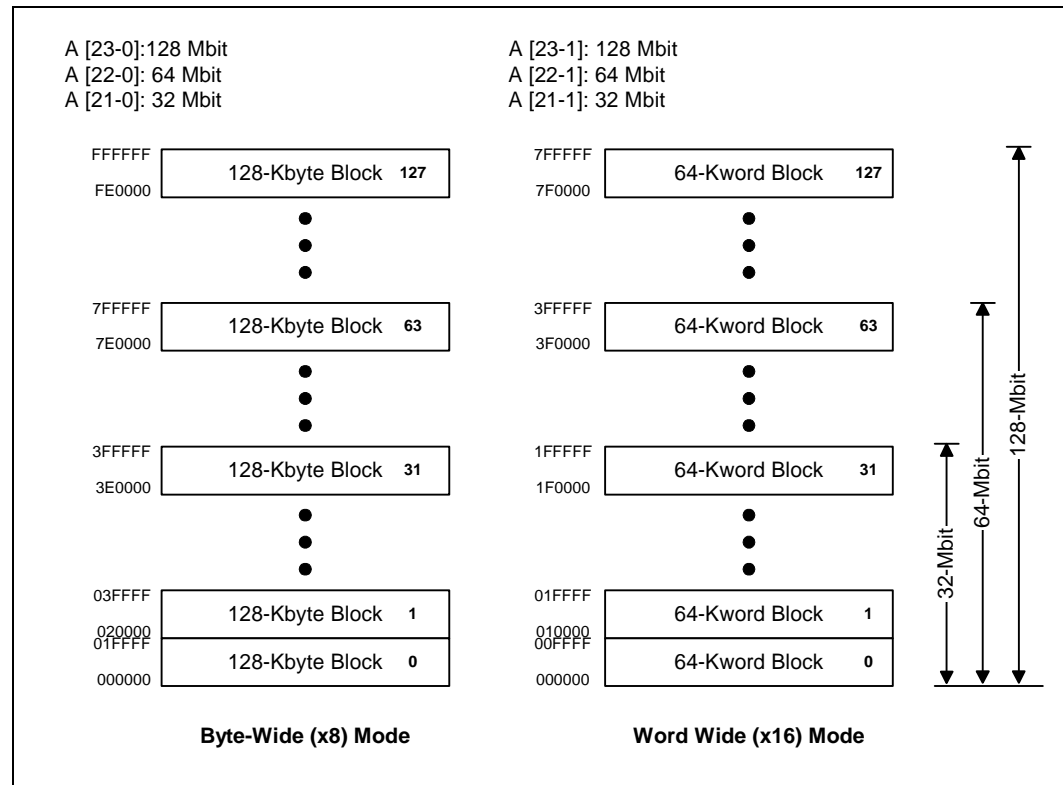 A [23-0]:128 Mbit
A [22-0]: 64 Mbit
A [21-0]: 32 Mbit
A [23-1]: 128 Mbit
A [22-1]: 64 Mbit
A [21-1]: 32 Mbit
FFFFFF
128-Kbyte Block 127
FE0000
7FFFFF
128-Kbyte Block 63
7E0000
3FFFFF
128-Kbyte Block 31
3E0000
03FFFF
128-Kbyte Block 1
020000
01FFFF
128-Kbyte Block 0
000000
Byte-Wide (x8) Mode
7FFFFF
64-Kword Block 127
7F0000
3FFFFF
64-Kword Block 63
3F0000
1FFFFF
64-Kword Block 31
1F0000
01FFFF
64-Kword Block 1
010000
00FFFF
64-Kword Block 0
000000
Word Wide (x16) Mode
32-Mbit
64-Mbit
128-Mbit